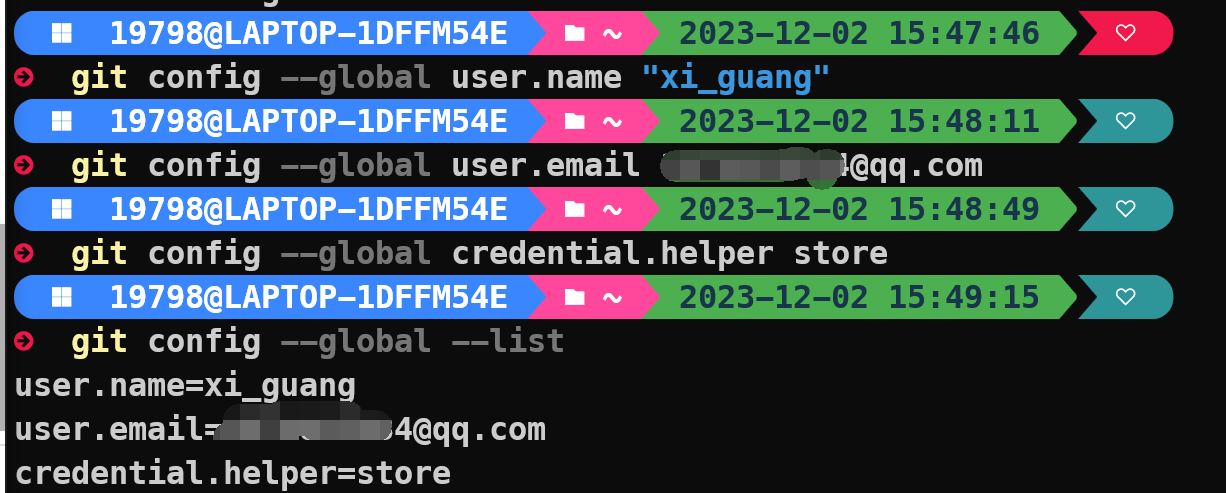 19798@LAPTOP-1DFFM54E ~ 2023-12-02 15:47:46
git config --global user.name "xi_guang"
19798@LAPTOP-1DFFM54E ~ 2023-12-02 15:48:11
git config --global user.email @qq.com
19798@LAPTOP-1DFFM54E ~ 2023-12-02 15:48:49
git config --global credential.helper store
19798@LAPTOP-1DFFM54E ~ 2023-12-02 15:49:15
git config --global --list
user.name=xi_guang
user.email=4@qq.com
credential.helper=store